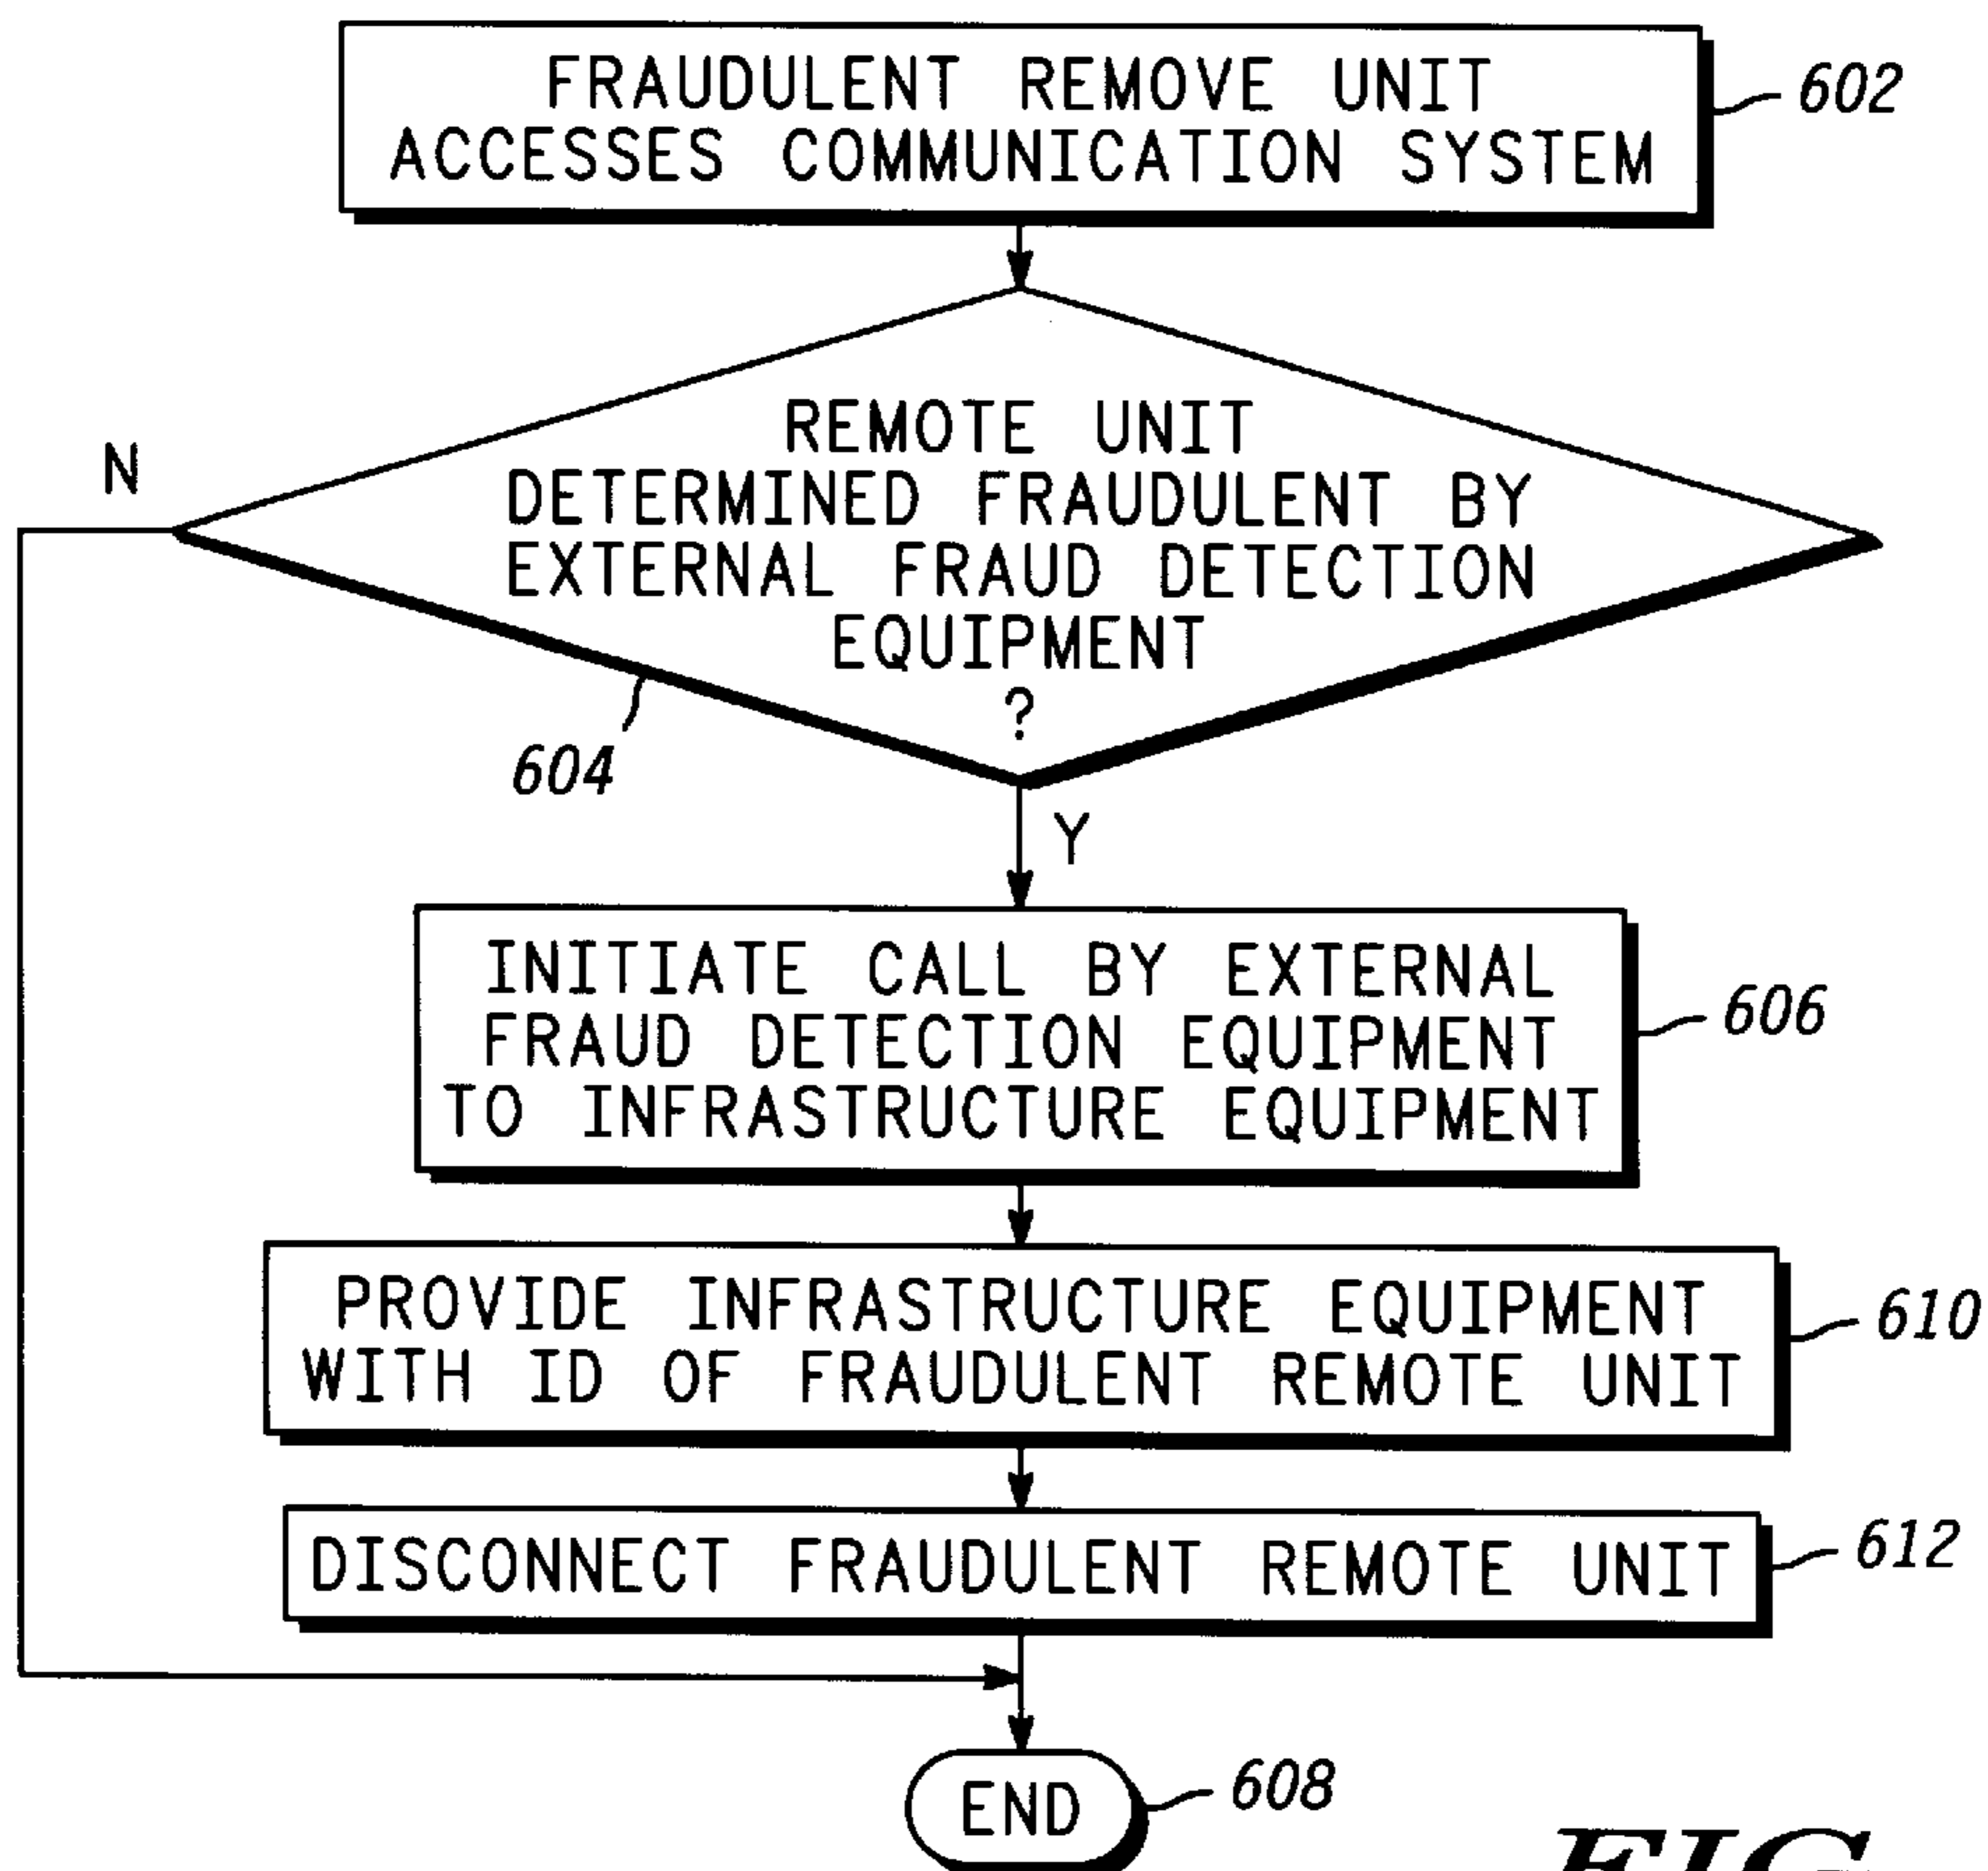 FRAUDULENT REMOVE UNIT
ACCESSES COMMUNICATION SYSTEM
602
REMOTE UNIT
DETERMINED FRAUDULENT BY
EXTERNAL FRAUD DETECTION
EQUIPMENT
?
N
604
Y
INITIATE CALL BY EXTERNAL
FRAUD DETECTION EQUIPMENT
TO INFRASTRUCTURE EQUIPMENT
606
PROVIDE INFRASTRUCTURE EQUIPMENT
WITH ID OF FRAUDULENT REMOTE UNIT
610
DISCONNECT FRAUDULENT REMOTE UNIT
612
END
608
FIG